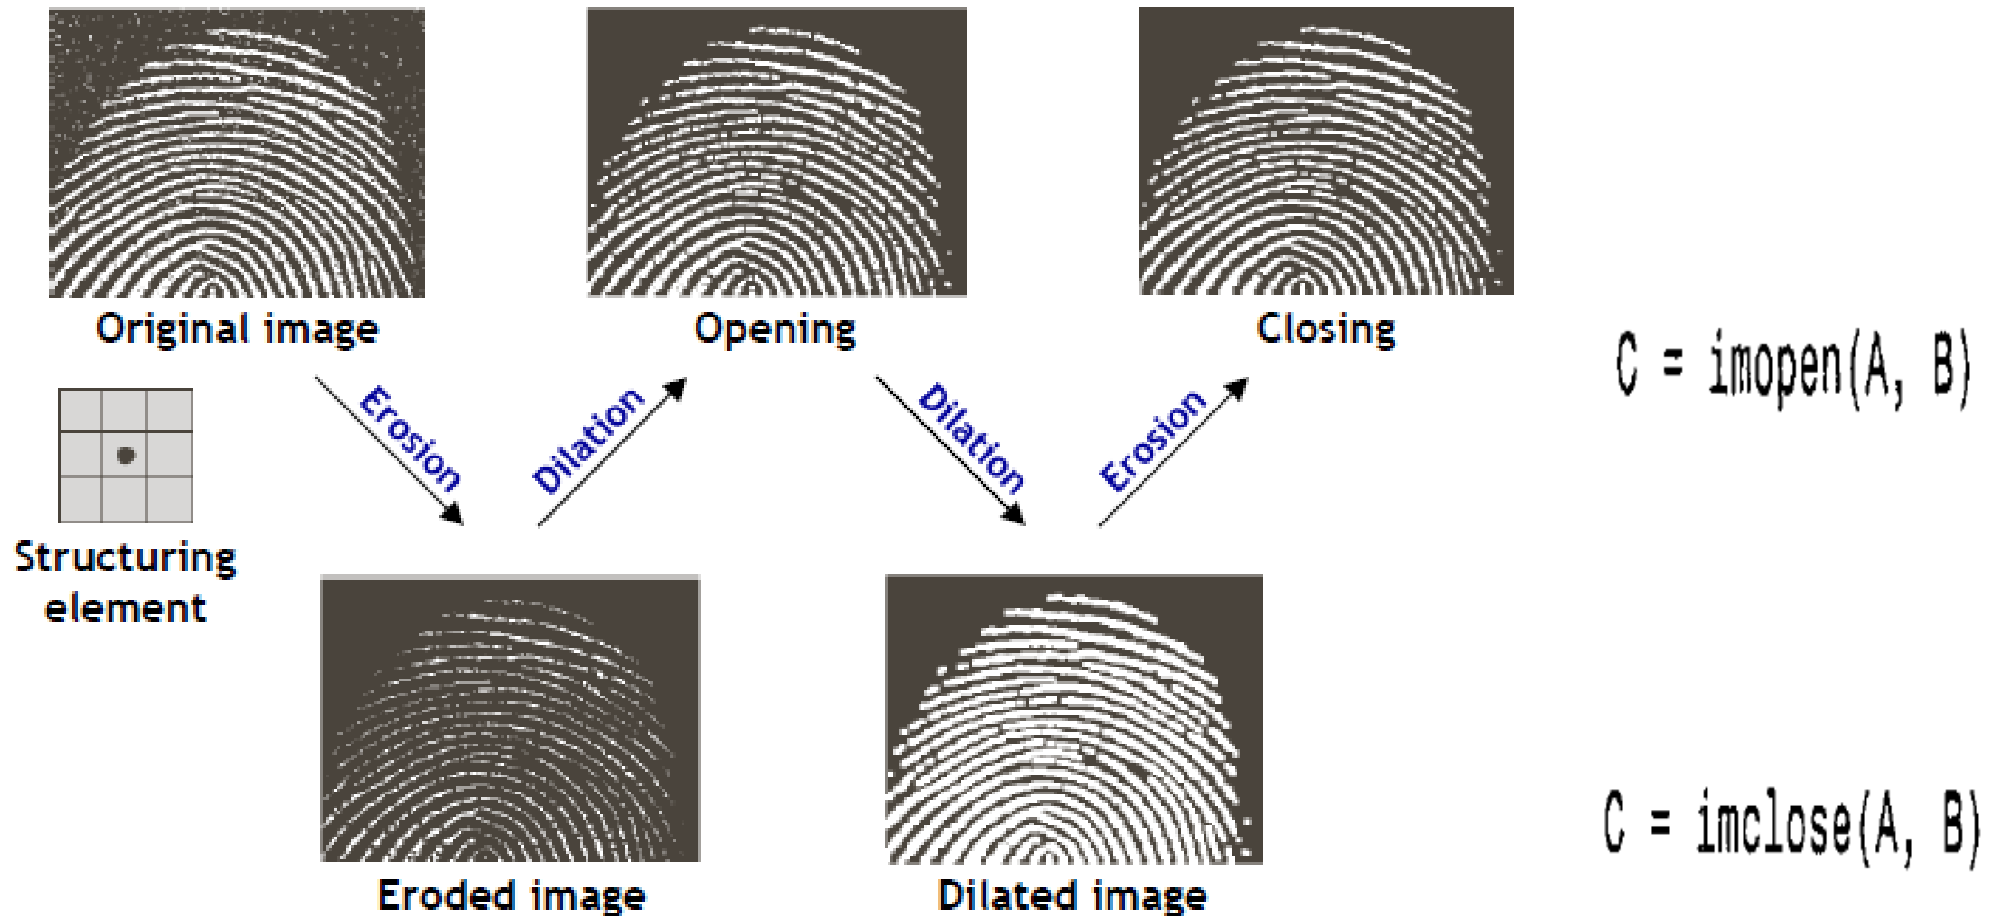 Original image
Opening
Closing
C = imopen(A, B)
Erosion
Dilation
Dilation
Erosion
Structuring
element
Eroded image
Dilated image
C = imclose(A, B)